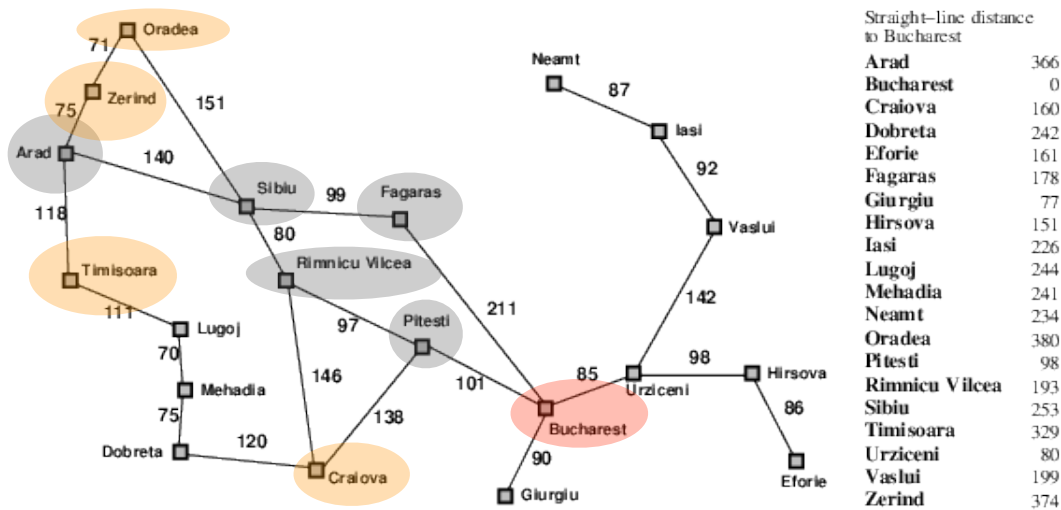 Oradea
71
Neamt
Zerind
87
151
75
Iasi
Arad
140
92
Sibiu
99
Fagaras
118
Vaslui
80
Timisoara
Rimnicu Vilcea
142
111
211
Lugoj
97
Pitesti
70
98
146
85
Hirsova
Mehadia
101
Urziceni
86
75
138
Bucharest
Dobreta
120
90
Craiova
Eforie
Giurgiu
Straight–line distance
to Bucharest
Arad 366
Bucharest 0
Craiova 160
Dobreta 242
Eforie 161
Fagaras 178
Giurgiu 77
Hirsova 151
Iasi 226
Lugoj 244
Mehadia 241
Neamt 234
Oradea 380
Pitesti 98
Rimnicu Vilcea 193
Sibiu 253
Timisoara 329
Urziceni 80
Vaslui 199
Zerind 374